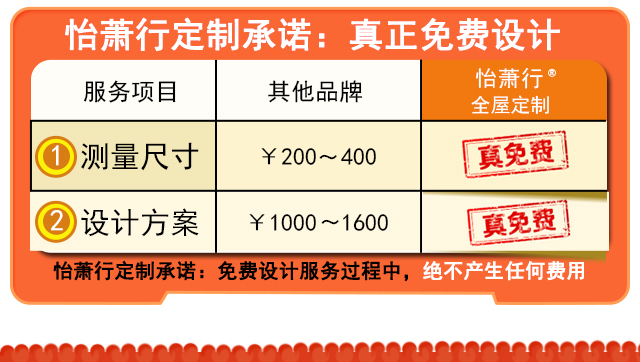 怡萧行定制承诺：真正免费设计
服务项目 其他品牌 怡萧行®
全屋定制
1 测量尺寸 ￥200～400 真免费
2 设计方案 ￥1000～1600 真免费
怡萧行定制承诺：免费设计服务过程中，绝不产生任何费用